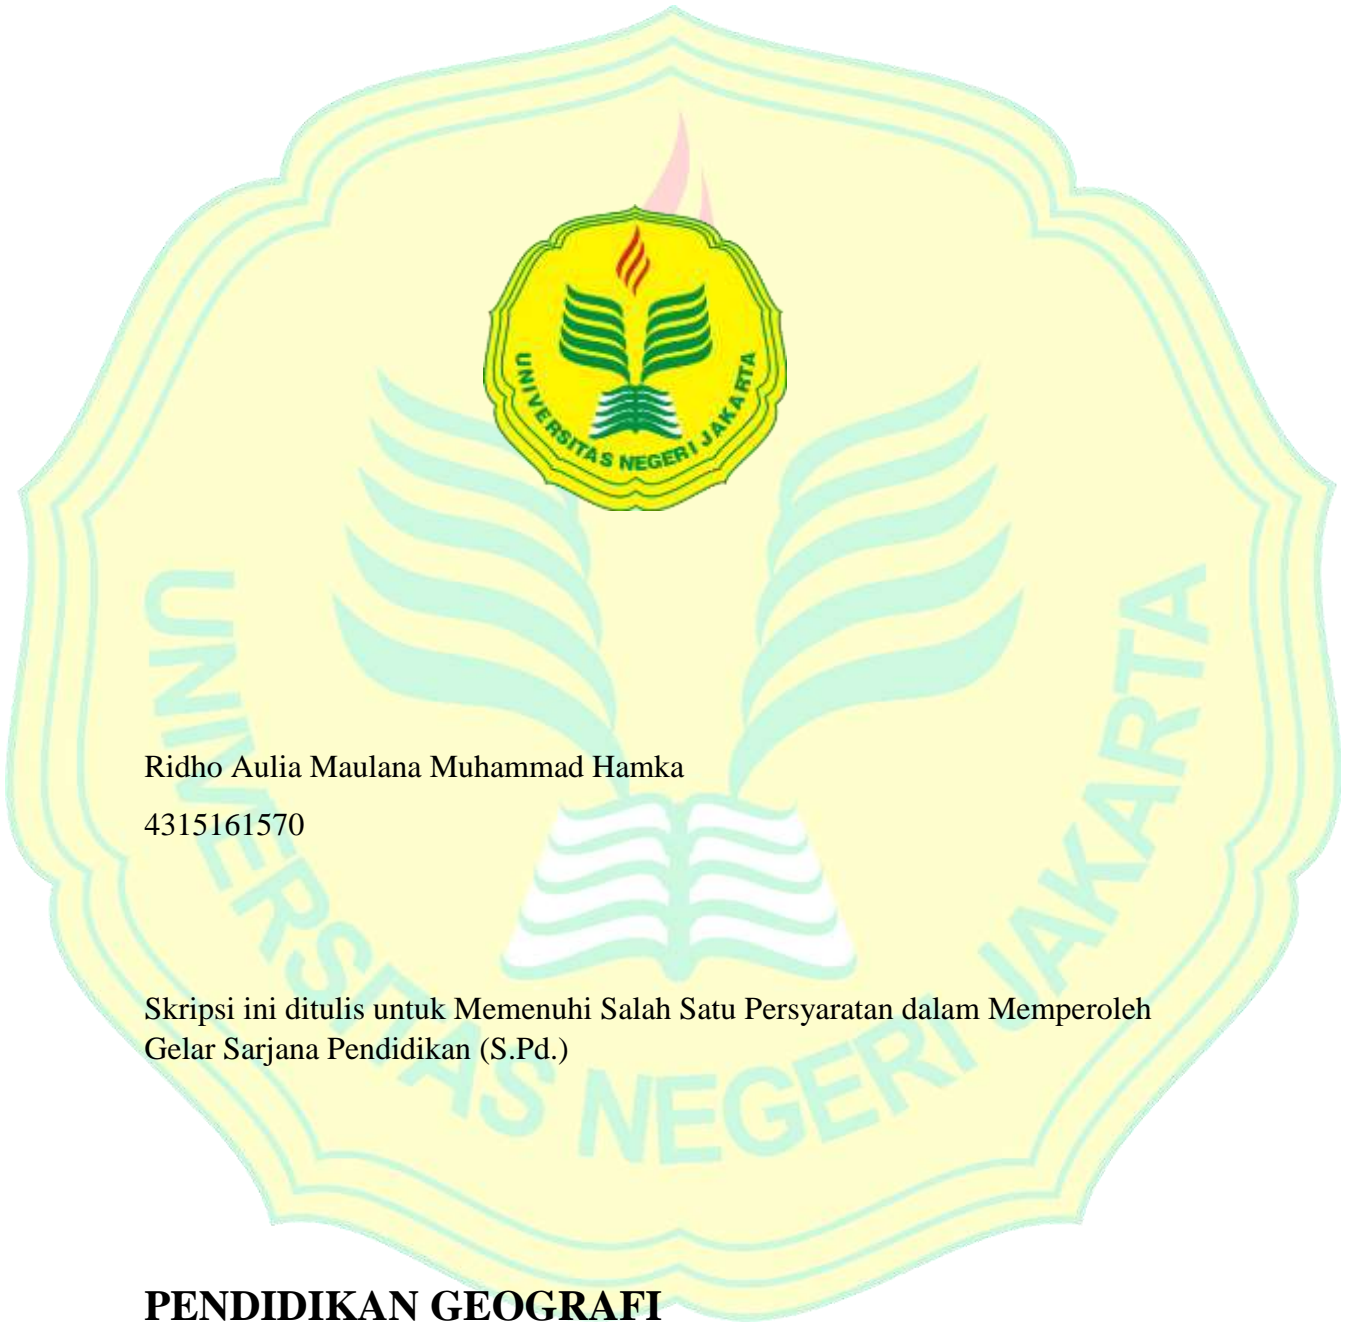 UNIVERSITAS NEGERI JAKARTA
UNIVERSITAS NEGERI JAKARTA
Ridho Aulia Maulana Muhammad Hamka
4315161570
Skripsi ini ditulis untuk Memenuhi Salah Satu Persyaratan dalam Memperoleh
Gelar Sarjana Pendidikan (S.Pd.)
PENDIDIKAN GEOGRAFI